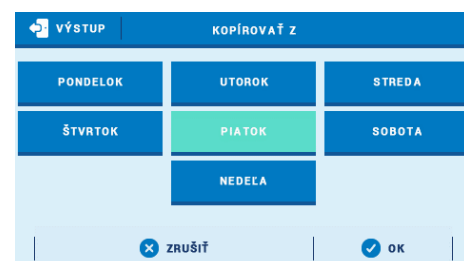 VÝSTUP KOPÍROVAŤ Z
PONDELOK UTOROK STREDA
ŠTVRTOK PIATOK SOBOTA
NEDEĽA
ZRUŠIŤ OK